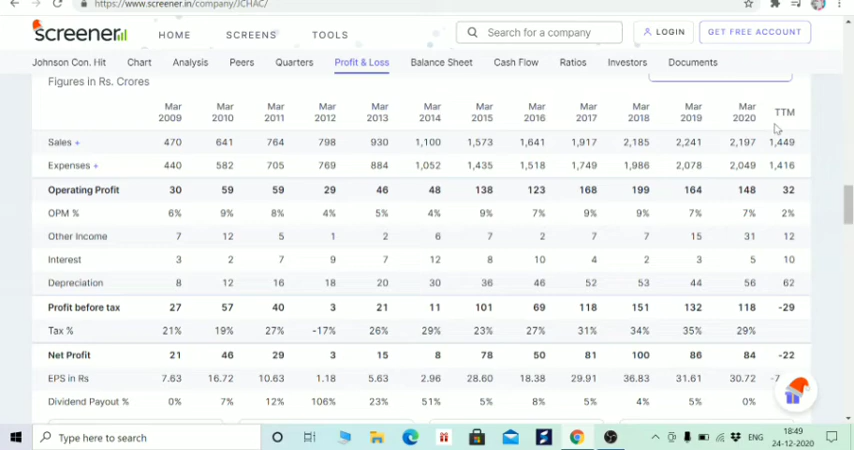 https://www.screener.in/company/JCHAC/
screener HOME SCREENS TOOLS Search for a company LOGIN GET FREE ACCOUNT
Johnson Con. Hit Chart Analysis Peers Quarters Profit & Loss Balance Sheet Cash Flow Ratios Investors Documents
Figures in Rs. Crores
Mar 2009 Mar 2010 Mar 2011 Mar 2012 Mar 2013 Mar 2014 Mar 2015 Mar 2016 Mar 2017 Mar 2018 Mar 2019 Mar 2020 TTM
Sales + 470 641 764 798 930 1,100 1,573 1,641 1,917 2,185 2,241 2,197 1,449
Expenses + 440 582 705 769 884 1,052 1,435 1,518 1,749 1,986 2,078 2,049 1,416
Operating Profit 30 59 59 29 46 48 138 123 168 199 164 148 32
OPM % 6% 9% 8% 4% 5% 4% 9% 7% 9% 9% 7% 7% 2%
Other Income 7 12 5 1 2 6 7 2 7 7 15 31 12
Interest 3 2 7 9 7 12 8 10 4 2 3 5 10
Depreciation 8 12 16 18 20 30 36 46 52 53 44 56 62
Profit before tax 27 57 40 3 21 11 101 69 118 151 132 118 -29
Tax % 21% 19% 27% -17% 26% 29% 23% 27% 31% 34% 35% 29%
Net Profit 21 46 29 3 15 8 78 50 81 100 86 84 -22
EPS in Rs 7.63 16.72 10.63 1.18 5.63 2.96 28.60 18.38 29.91 36.83 31.61 30.72
Dividend Payout % 0% 7% 12% 106% 23% 51% 5% 8% 5% 4% 5% 0%
Type here to search ENG 18:49
24-12-2020